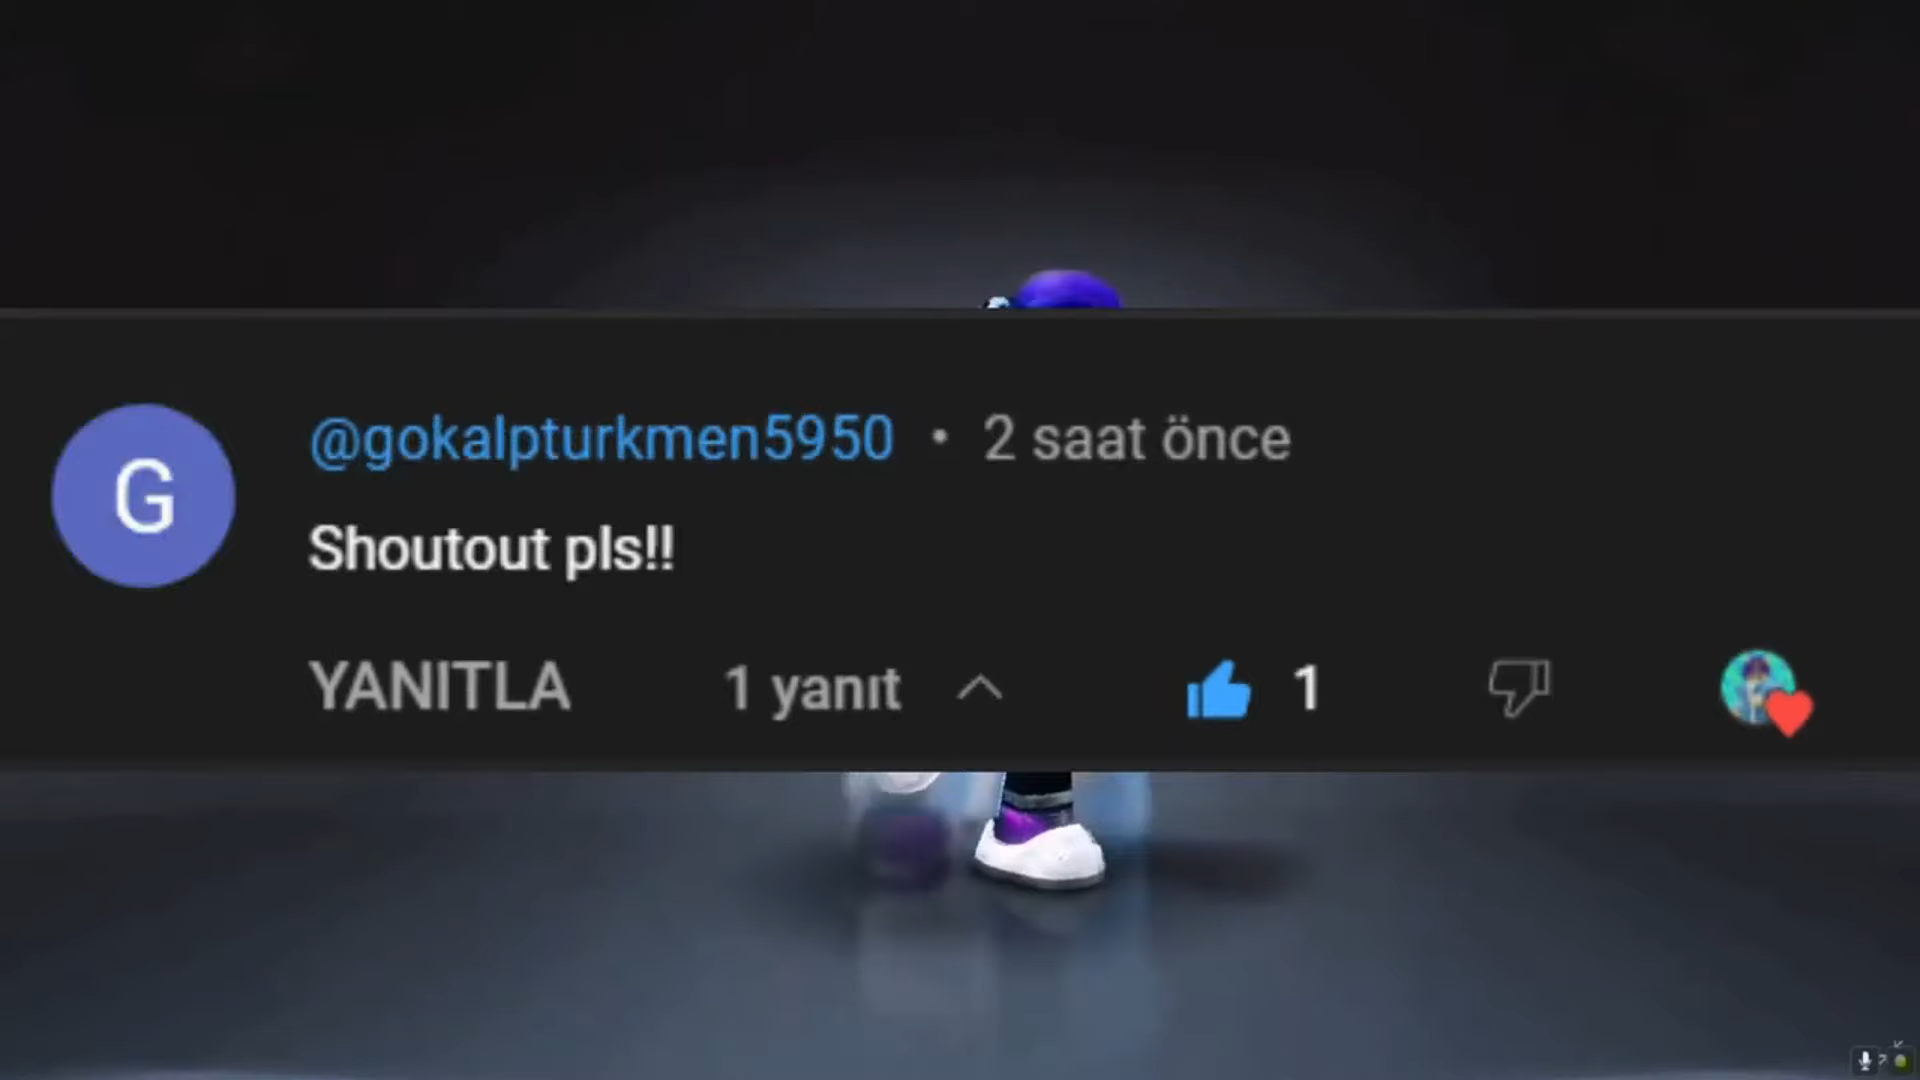 G
@gokalpturkmen5950 • 2 saat önce
Shoutout pls!!
YANITLA 1 yanıt 1